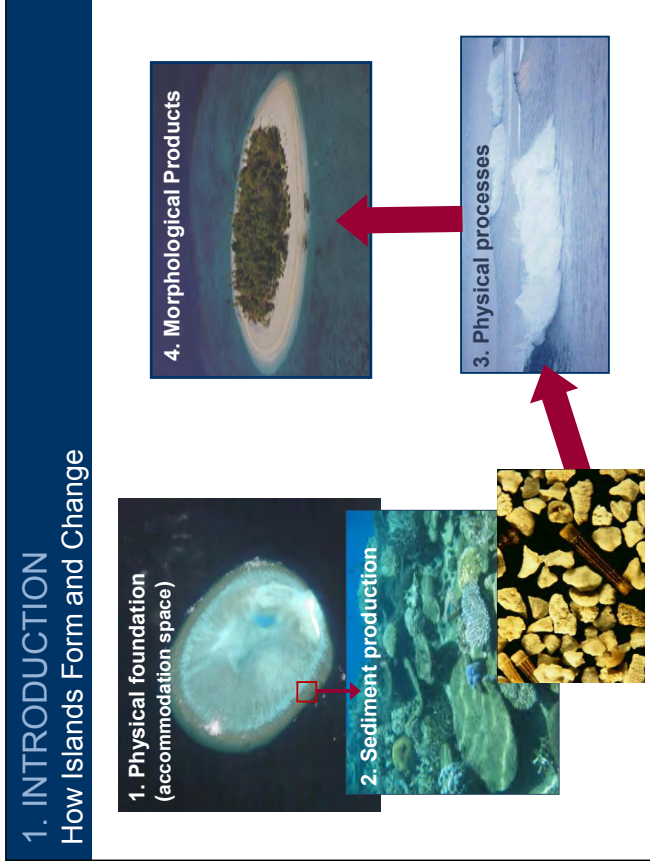 1. INTRODUCTION
How Islands Form and Change
1. Physical foundation
(accommodation space)
2. Sediment production
3. Physical processes
4. Morphological Products